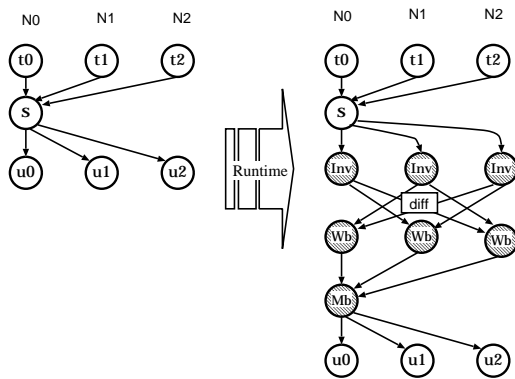 N0 N1 N2
t0 t1 t2
s
u0 u1 u2
Runtime
N0 N1 N2
t0 t1 t2
s
Inv Inv Inv
diff
Wb Wb Wb
Mb
u0 u1 u2